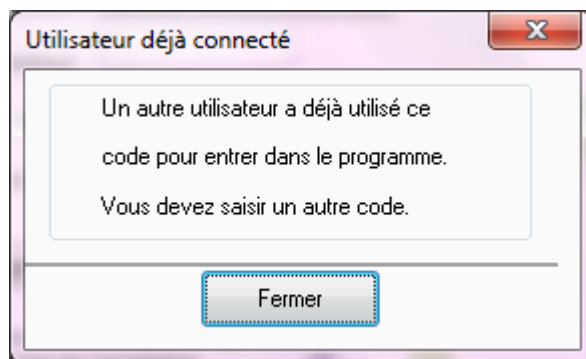 Utilisateur déjà connecté
Un autre utilisateur a déjà utilisé ce
code pour entrer dans le programme.
Vous devez saisir un autre code.
Fermer